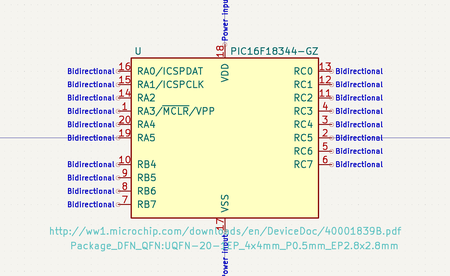 Power input
U PIC16F18344-GZ
18
VDD
Bidirectional 16 RA0/ICSPDAT RC0 13 Bidirectional
Bidirectional 15 RA1/ICSPCLK RC1 12 Bidirectional
Bidirectional 14 RA2 RC2 11 Bidirectional
Bidirectional 1 RA3/MCLR/VPP RC3 4 Bidirectional
Bidirectional 20 RA4 RC4 3 Bidirectional
Bidirectional 19 RA5 RC5 2 Bidirectional
RC6 5 Bidirectional
Bidirectional 10 RB4 RC7 6 Bidirectional
Bidirectional 9 RB5
Bidirectional 8 RB6
Bidirectional 7 RB7
VSS
17
Power input
http://ww1.microchip.com/downloads/en/DeviceDoc/40001839B.pdf
Package_DFN_QFN:UQFN-20-1EP_4x4mm_P0.5mm_EP2.8x2.8mm